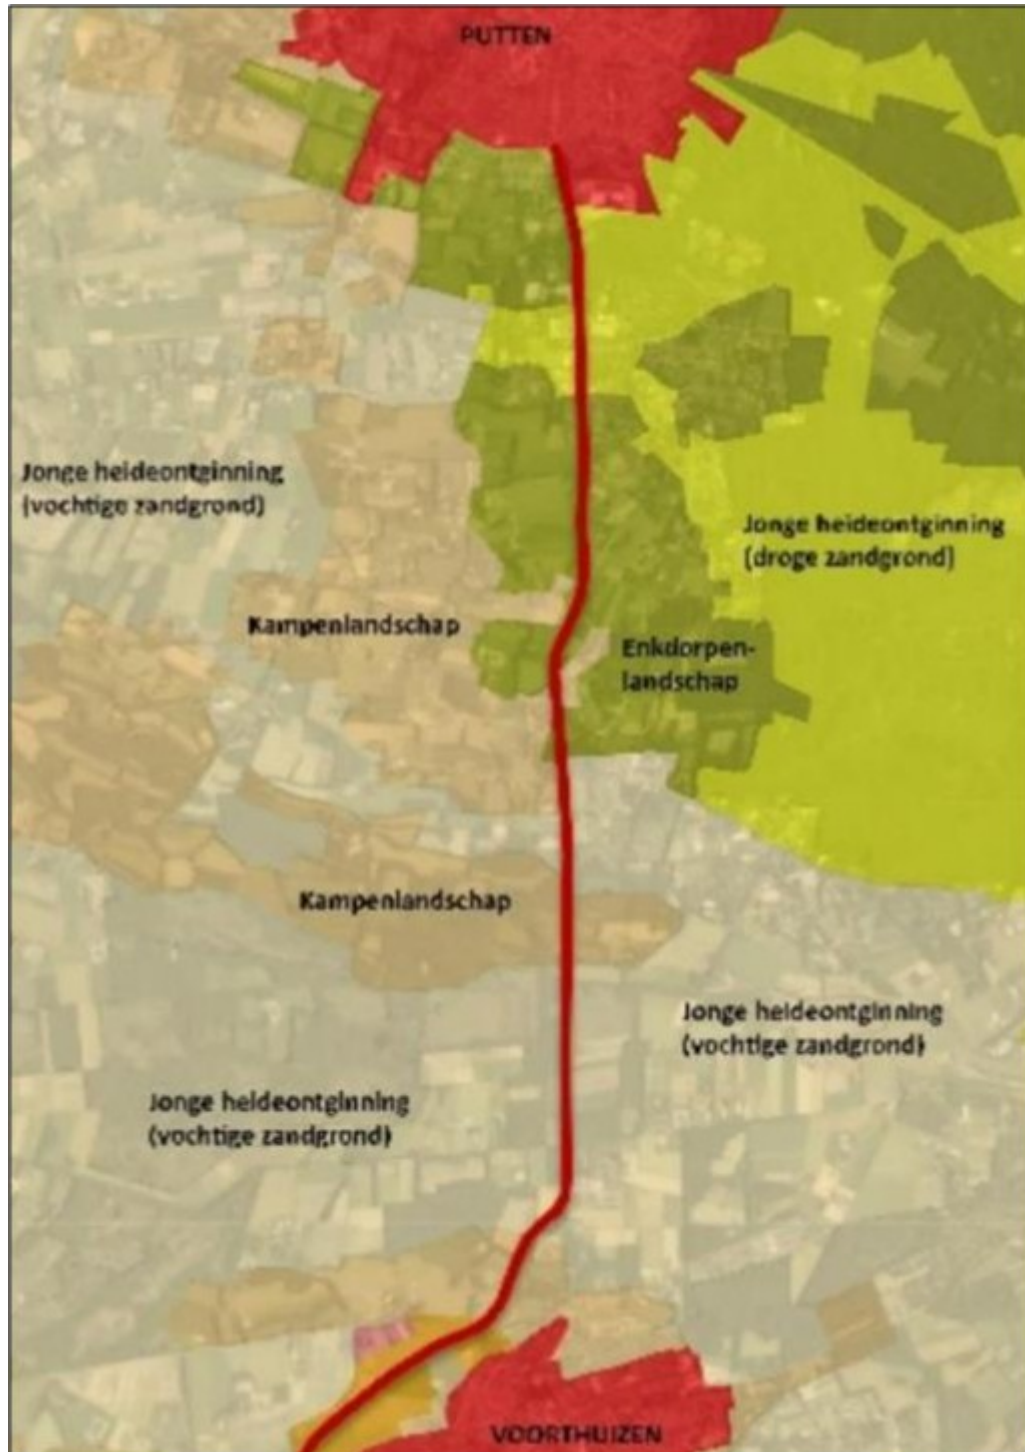 PUTTEN
Jonge heideontginning
(vochtige zandgrond)
Jonge heideontginning
(droge zandgrond)
Kampenlandschap
Enkdorpen-
landschap
Kampenlandschap
Jonge heideontginning
(vochtige zandgrond)
Jonge heideontginning
(vochtige zandgrond)
VOORTHUIZEN